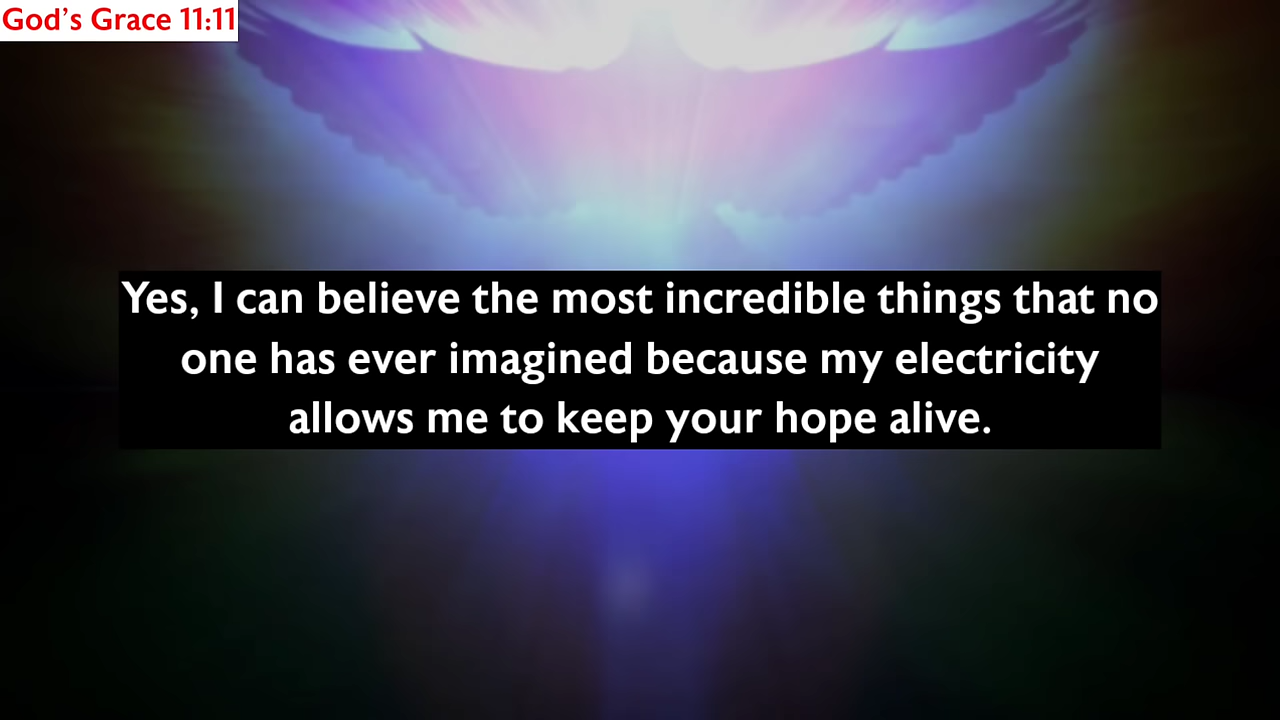 God’s Grace 11:11
Yes, I can believe the most incredible things that no
one has ever imagined because my electricity
allows me to keep your hope alive.